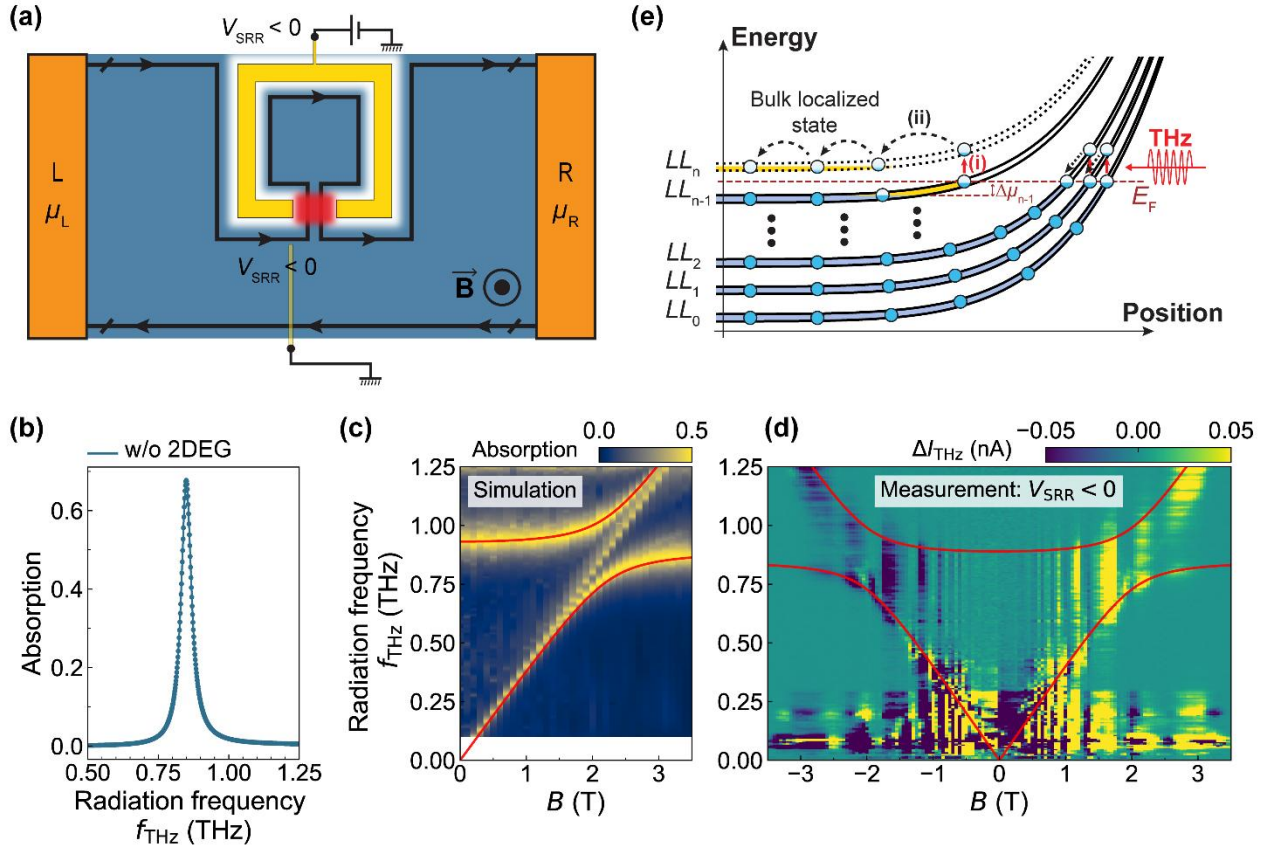 (a)
V_SRR < 0
L
μ_L
R
μ_R
V_SRR < 0
B
(e)
Energy
Bulk localized
state
(ii)
(i)
THz
LL_n
LL_n-1
Δμ_n-1
E_F
LL_2
LL_1
LL_0
Position
(b)
w/o 2DEG
Absorption
0.6
0.4
0.2
0.0
0.50 0.75 1.00 1.25
Radiation frequency
f_THz (THz)
(c)
Absorption 0.0 0.5
Simulation
Radiation frequency
f_THz (THz)
1.25
1.00
0.75
0.50
0.25
0.00
0 1 2 3
B (T)
(d)
−0.05 0.00 0.05
ΔI_THz (nA)
Measurement: V_SRR < 0
1.25
1.00
0.75
0.50
0.25
0.00
−3 −2 −1 0 1 2 3
B (T)